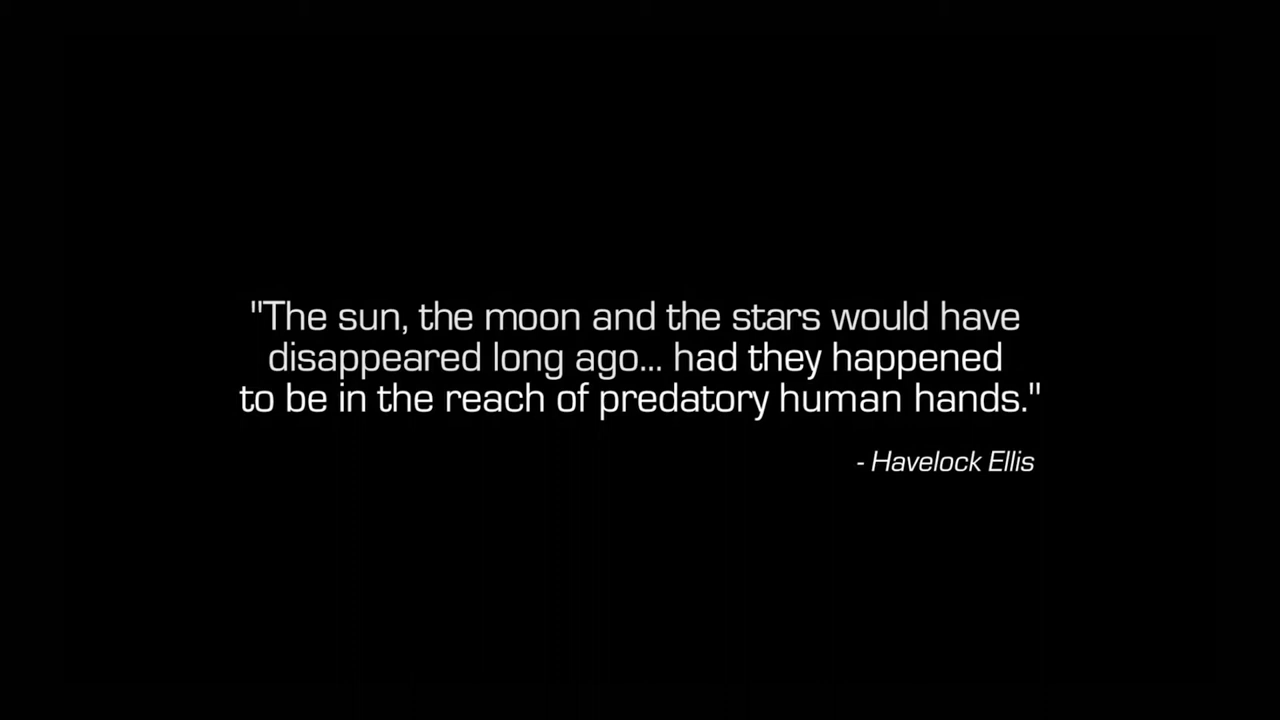 "The sun, the moon and the stars would have
disappeared long ago... had they happened
to be in the reach of predatory human hands."
- Havelock Ellis